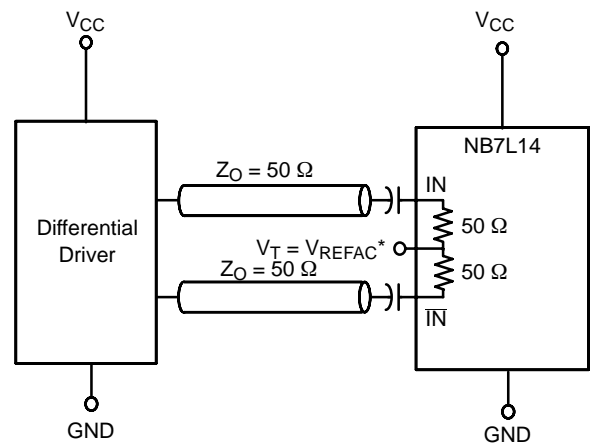 VCC
VCC
NB7L14
ZO = 50 Ω
IN
Differential
Driver
50 Ω
VT = VREFAC*
50 Ω
ZO = 50 Ω
IN
GND
GND